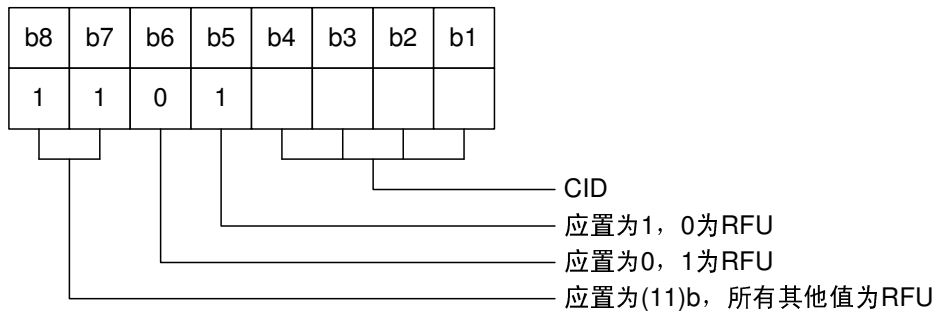 b8 b7 b6 b5 b4 b3 b2 b1
1 1 0 1
CID
应置为1，0为RFU
应置为0，1为RFU
应置为(11)b，所有其他值为RFU